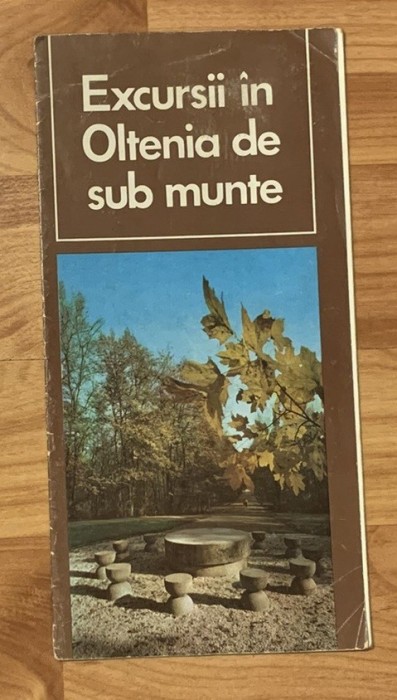 Excursii în
Oltenia de
sub munte